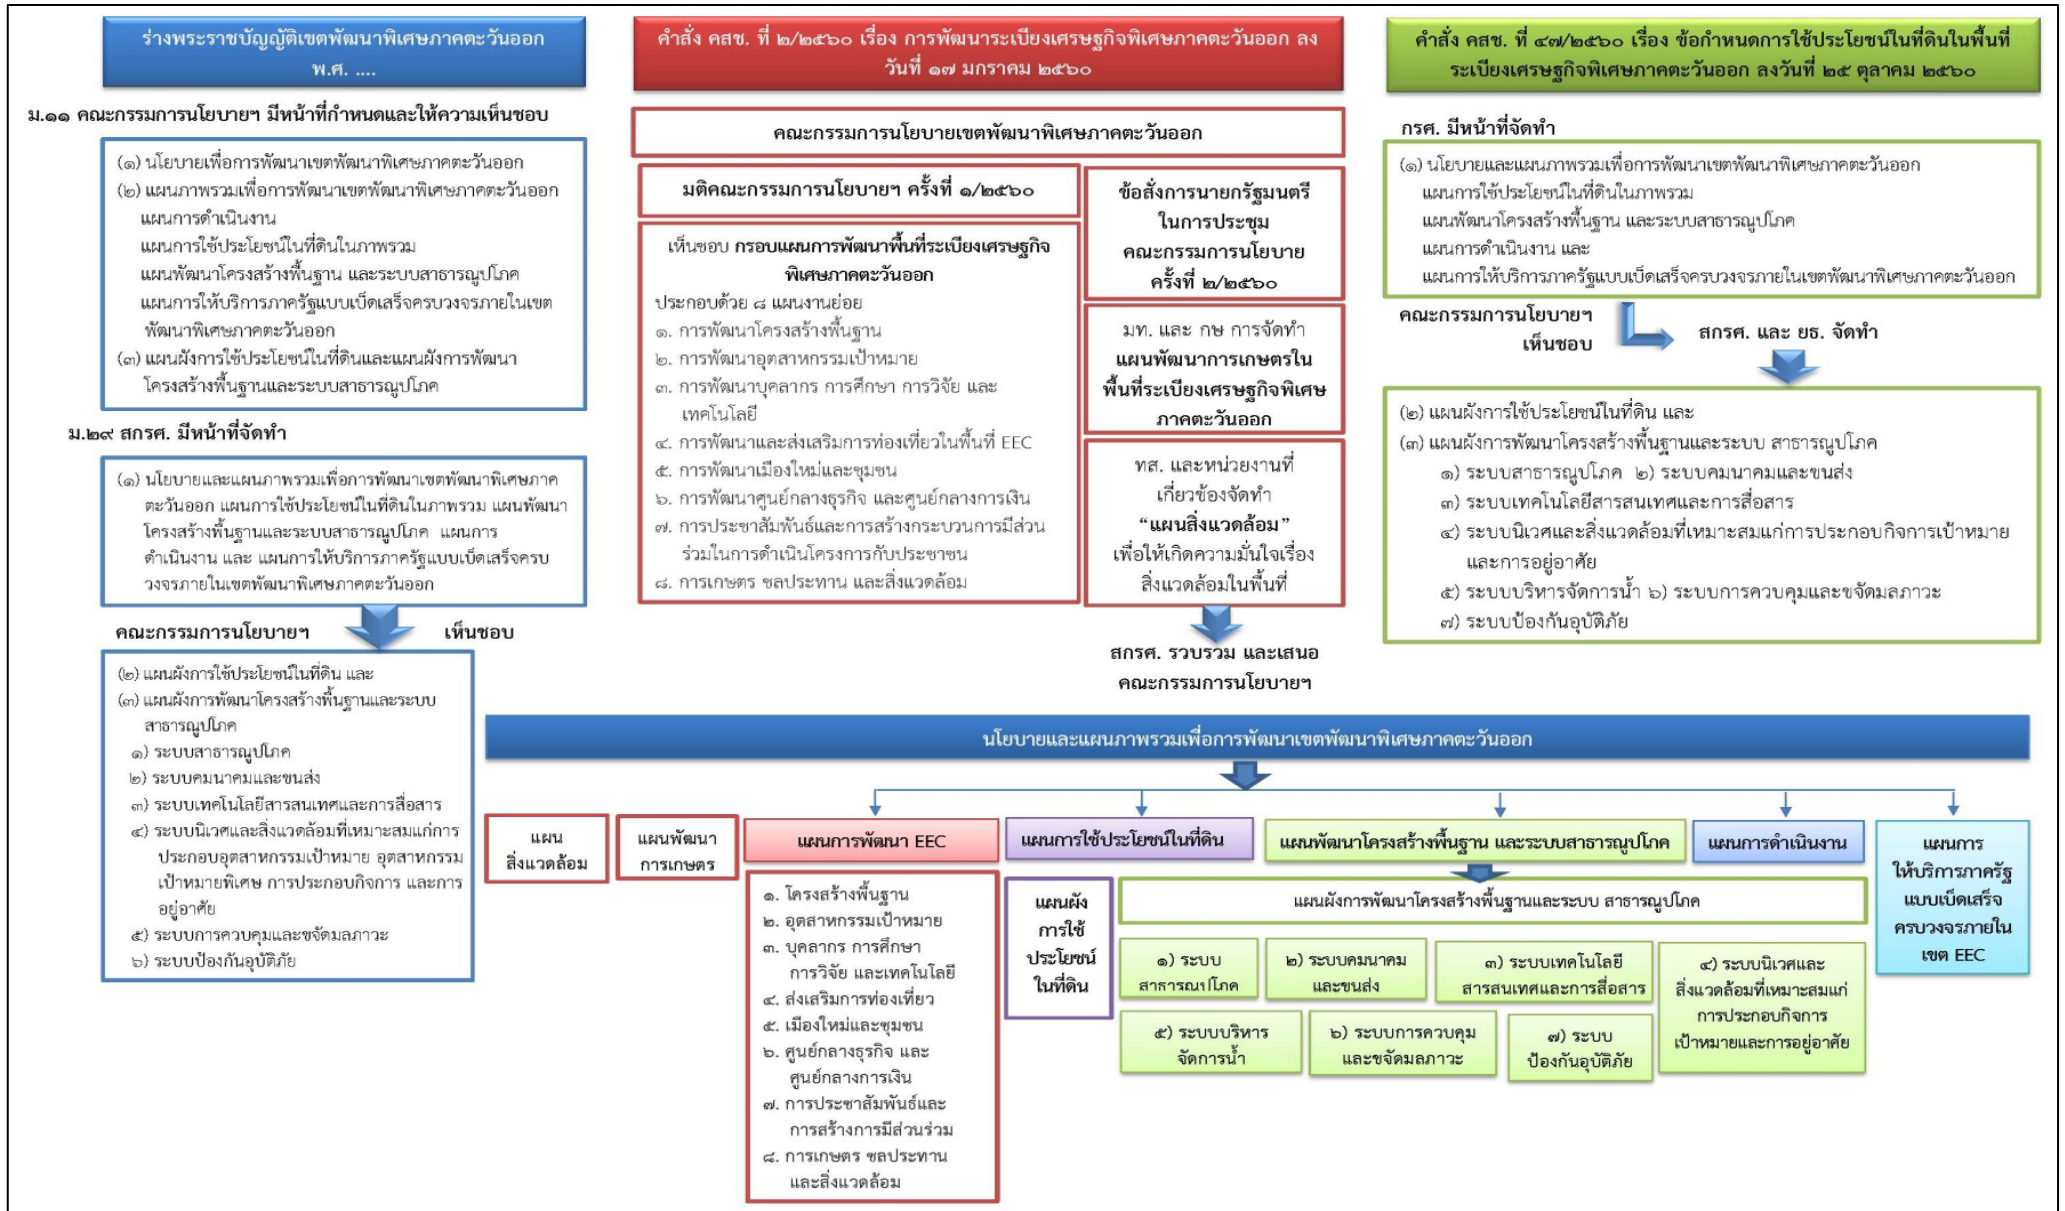 ร่างพระราชบัญญัติเขตพัฒนาพิเศษภาคตะวันออก
พ.ศ. ....
ม.๑๑ คณะกรรมการนโยบายฯ มีหน้าที่กำหนดและให้ความเห็นชอบ
(๑) นโยบายเพื่อการพัฒนาเขตพัฒนาพิเศษภาคตะวันออก
(๒) แผนภาพรวมเพื่อการพัฒนาเขตพัฒนาพิเศษภาคตะวันออก
แผนการดำเนินงาน
แผนการใช้ประโยชน์ในที่ดินในภาพรวม
แผนพัฒนาโครงสร้างพื้นฐาน และระบบสาธารณูปโภค
แผนการให้บริการภาครัฐแบบเบ็ดเสร็จครบวงจรภายในเขต
พัฒนาพิเศษภาคตะวันออก
(๓) แผนผังการใช้ประโยชน์ในที่ดินและแผนผังการพัฒนา
โครงสร้างพื้นฐานและระบบสาธารณูปโภค
ม.๒๙ สกรศ. มีหน้าที่จัดทำ
(๑) นโยบายและแผนภาพรวมเพื่อการพัฒนาเขตพัฒนาพิเศษภาค
ตะวันออก แผนการใช้ประโยชน์ในที่ดินในภาพรวม แผนพัฒนา
โครงสร้างพื้นฐานและระบบสาธารณูปโภค แผนการ
ดำเนินงาน และ แผนการให้บริการภาครัฐแบบเบ็ดเสร็จครบ
วงจรภายในเขตพัฒนาพิเศษภาคตะวันออก
คณะกรรมการนโยบายฯ เห็นชอบ
(๒) แผนผังการใช้ประโยชน์ในที่ดิน และ
(๓) แผนผังการพัฒนาโครงสร้างพื้นฐานและระบบ
สาธารณูปโภค
๑) ระบบสาธารณูปโภค
๒) ระบบคมนาคมและขนส่ง
๓) ระบบเทคโนโลยีสารสนเทศและการสื่อสาร
๔) ระบบนิเวศและสิ่งแวดล้อมที่เหมาะสมแก่การ
ประกอบอุตสาหกรรมเป้าหมาย อุตสาหกรรม
เป้าหมายพิเศษ การประกอบกิจการ และการ
อยู่อาศัย
๕) ระบบการควบคุมและขจัดมลภาวะ
๖) ระบบป้องกันอุบัติภัย
คำสั่ง คสช. ที่ ๒/๒๕๖๐ เรื่อง การพัฒนาระเบียงเศรษฐกิจพิเศษภาคตะวันออก ลง
วันที่ ๑๗ มกราคม ๒๕๖๐
คณะกรรมการนโยบายเขตพัฒนาพิเศษภาคตะวันออก
มติคณะกรรมการนโยบายฯ ครั้งที่ ๑/๒๕๖๐
เห็นชอบ กรอบแผนการพัฒนาพื้นที่ระเบียงเศรษฐกิจ
พิเศษภาคตะวันออก
ประกอบด้วย ๘ แผนงานย่อย
๑. การพัฒนาโครงสร้างพื้นฐาน
๒. การพัฒนาอุตสาหกรรมเป้าหมาย
๓. การพัฒนาบุคลากร การศึกษา การวิจัย และ
เทคโนโลยี
๔. การพัฒนาและส่งเสริมการท่องเที่ยวในพื้นที่ EEC
๕. การพัฒนาเมืองใหม่และชุมชน
๖. การพัฒนาศูนย์กลางธุรกิจ และศูนย์กลางการเงิน
๗. การประชาสัมพันธ์และการสร้างกระบวนการมีส่วน
ร่วมในการดำเนินโครงการกับประชาชน
๘. การเกษตร ชลประทาน และสิ่งแวดล้อม
ข้อสั่งการนายกรัฐมนตรี
ในการประชุม
คณะกรรมการนโยบาย
ครั้งที่ ๒/๒๕๖๐
มท. และ กษ การจัดทำ
แผนพัฒนาการเกษตรใน
พื้นที่ระเบียงเศรษฐกิจพิเศษ
ภาคตะวันออก
ทส. และหน่วยงานที่
เกี่ยวข้องจัดทำ
“แผนสิ่งแวดล้อม”
เพื่อให้เกิดความมั่นใจเรื่อง
สิ่งแวดล้อมในพื้นที่
สกรศ. รวบรวม และเสนอ
คณะกรรมการนโยบายฯ
คำสั่ง คสช. ที่ ๔๗/๒๕๖๐ เรื่อง ข้อกำหนดการใช้ประโยชน์ในที่ดินในพื้นที่
ระเบียงเศรษฐกิจพิเศษภาคตะวันออก ลงวันที่ ๒๕ ตุลาคม ๒๕๖๐
กรศ. มีหน้าที่จัดทำ
(๑) นโยบายและแผนภาพรวมเพื่อการพัฒนาเขตพัฒนาพิเศษภาคตะวันออก
แผนการใช้ประโยชน์ในที่ดินในภาพรวม
แผนพัฒนาโครงสร้างพื้นฐาน และระบบสาธารณูปโภค
แผนการดำเนินงาน และ
แผนการให้บริการภาครัฐแบบเบ็ดเสร็จครบวงจรภายในเขตพัฒนาพิเศษภาคตะวันออก
คณะกรรมการนโยบายฯ
เห็นชอบ
สกรศ. และ ยธ. จัดทำ
(๒) แผนผังการใช้ประโยชน์ในที่ดิน และ
(๓) แผนผังการพัฒนาโครงสร้างพื้นฐานและระบบ สาธารณูปโภค
๑) ระบบสาธารณูปโภค ๒) ระบบคมนาคมและขนส่ง
๓) ระบบเทคโนโลยีสารสนเทศและการสื่อสาร
๔) ระบบนิเวศและสิ่งแวดล้อมที่เหมาะสมแก่การประกอบกิจการเป้าหมาย
และการอยู่อาศัย
๕) ระบบบริหารจัดการน้ำ ๖) ระบบการควบคุมและขจัดมลภาวะ
๗) ระบบป้องกันอุบัติภัย
นโยบายและแผนภาพรวมเพื่อการพัฒนาเขตพัฒนาพิเศษภาคตะวันออก
แผน
สิ่งแวดล้อม
แผนพัฒนา
การเกษตร
แผนการพัฒนา EEC
๑. โครงสร้างพื้นฐาน
๒. อุตสาหกรรมเป้าหมาย
๓. บุคลากร การศึกษา
การวิจัย และเทคโนโลยี
๔. ส่งเสริมการท่องเที่ยว
๕. เมืองใหม่และชุมชน
๖. ศูนย์กลางธุรกิจ และ
ศูนย์กลางการเงิน
๗. การประชาสัมพันธ์และ
การสร้างการมีส่วนร่วม
๘. การเกษตร ชลประทาน
และสิ่งแวดล้อม
แผนการใช้ประโยชน์ในที่ดิน
แผนผัง
การใช้
ประโยชน์
ในที่ดิน
แผนพัฒนาโครงสร้างพื้นฐาน และระบบสาธารณูปโภค
แผนผังการพัฒนาโครงสร้างพื้นฐานและระบบ สาธารณูปโภค
๑) ระบบ
สาธารณูปโภค
๒) ระบบคมนาคม
และขนส่ง
๓) ระบบเทคโนโลยี
สารสนเทศและการสื่อสาร
๔) ระบบนิเวศและ
สิ่งแวดล้อมที่เหมาะสมแก่
การประกอบกิจการ
เป้าหมายและการอยู่อาศัย
๕) ระบบบริหาร
จัดการน้ำ
๖) ระบบการควบคุม
และขจัดมลภาวะ
๗) ระบบ
ป้องกันอุบัติภัย
แผนการดำเนินงาน
แผนการ
ให้บริการภาครัฐ
แบบเบ็ดเสร็จ
ครบวงจรภายใน
เขต EEC